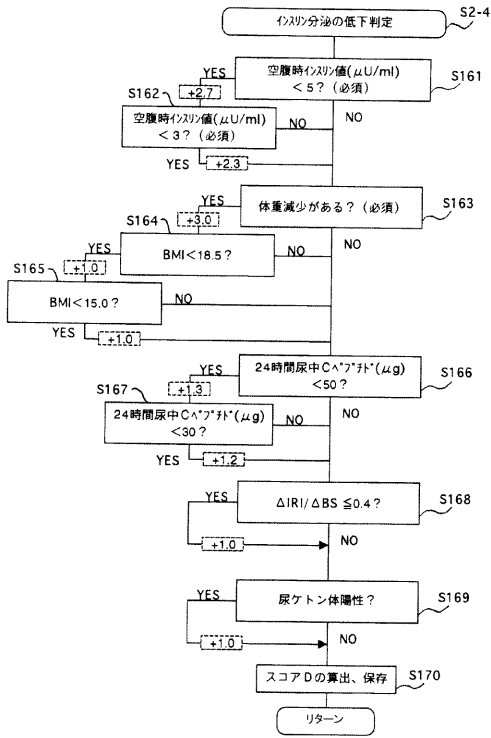 インスリン分泌の低下判定
S2-4
YES
空腹時インスリン値(μU/ml)
<5?(必須)
S161
+2.7
NO
S162
空腹時インスリン値(μU/ml)
<3?(必須)
NO
YES
+2.3
YES
体重減少がある?(必須)
S163
+3.0
NO
S164
YES
BMI<18.5?
NO
+1.0
S165
BMI<15.0?
NO
YES
+1.0
YES
24時間尿中Cペプチド(μg)
<50?
S166
+1.3
NO
S167
24時間尿中Cペプチド(μg)
<30?
NO
YES
+1.2
YES
ΔIRI/ΔBS ≦0.4?
S168
+1.0
NO
YES
尿ケトン体陽性?
S169
+1.0
NO
スコアDの算出、保存
S170
リターン